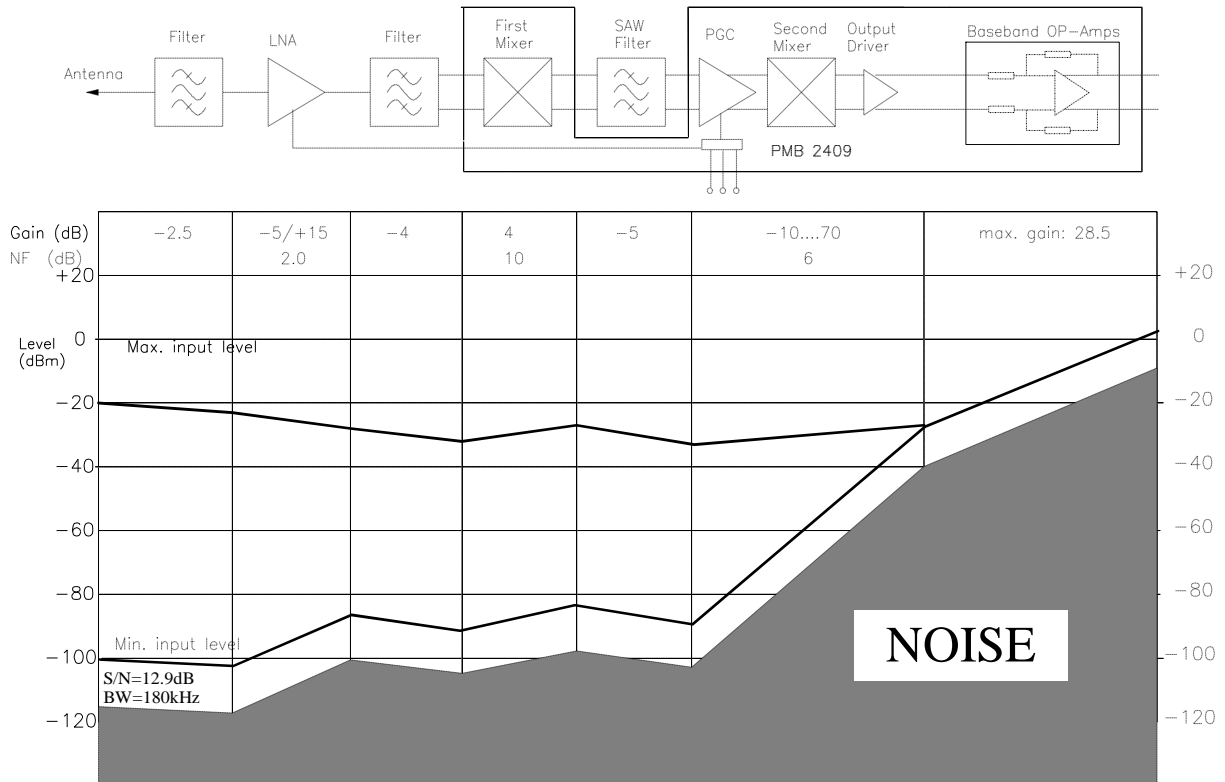 Filter
LNA
Filter
First
Mixer
SAW
Filter
PGC
Second
Mixer
Output
Driver
Baseband OP-Amps
Antenna
PMB 2409
Gain (dB) -2.5 -5/+15 -4 4 -5 -10....70 max. gain: 28.5
NF (dB) 2.0 10 6
+20 +20
Level
(dBm)
0 0
Max. input level
-20 -20
-40 -40
-60 -60
-80 -80
Min. input level
NOISE
-100 -100
S/N=12.9dB
BW=180kHz
-120 -120